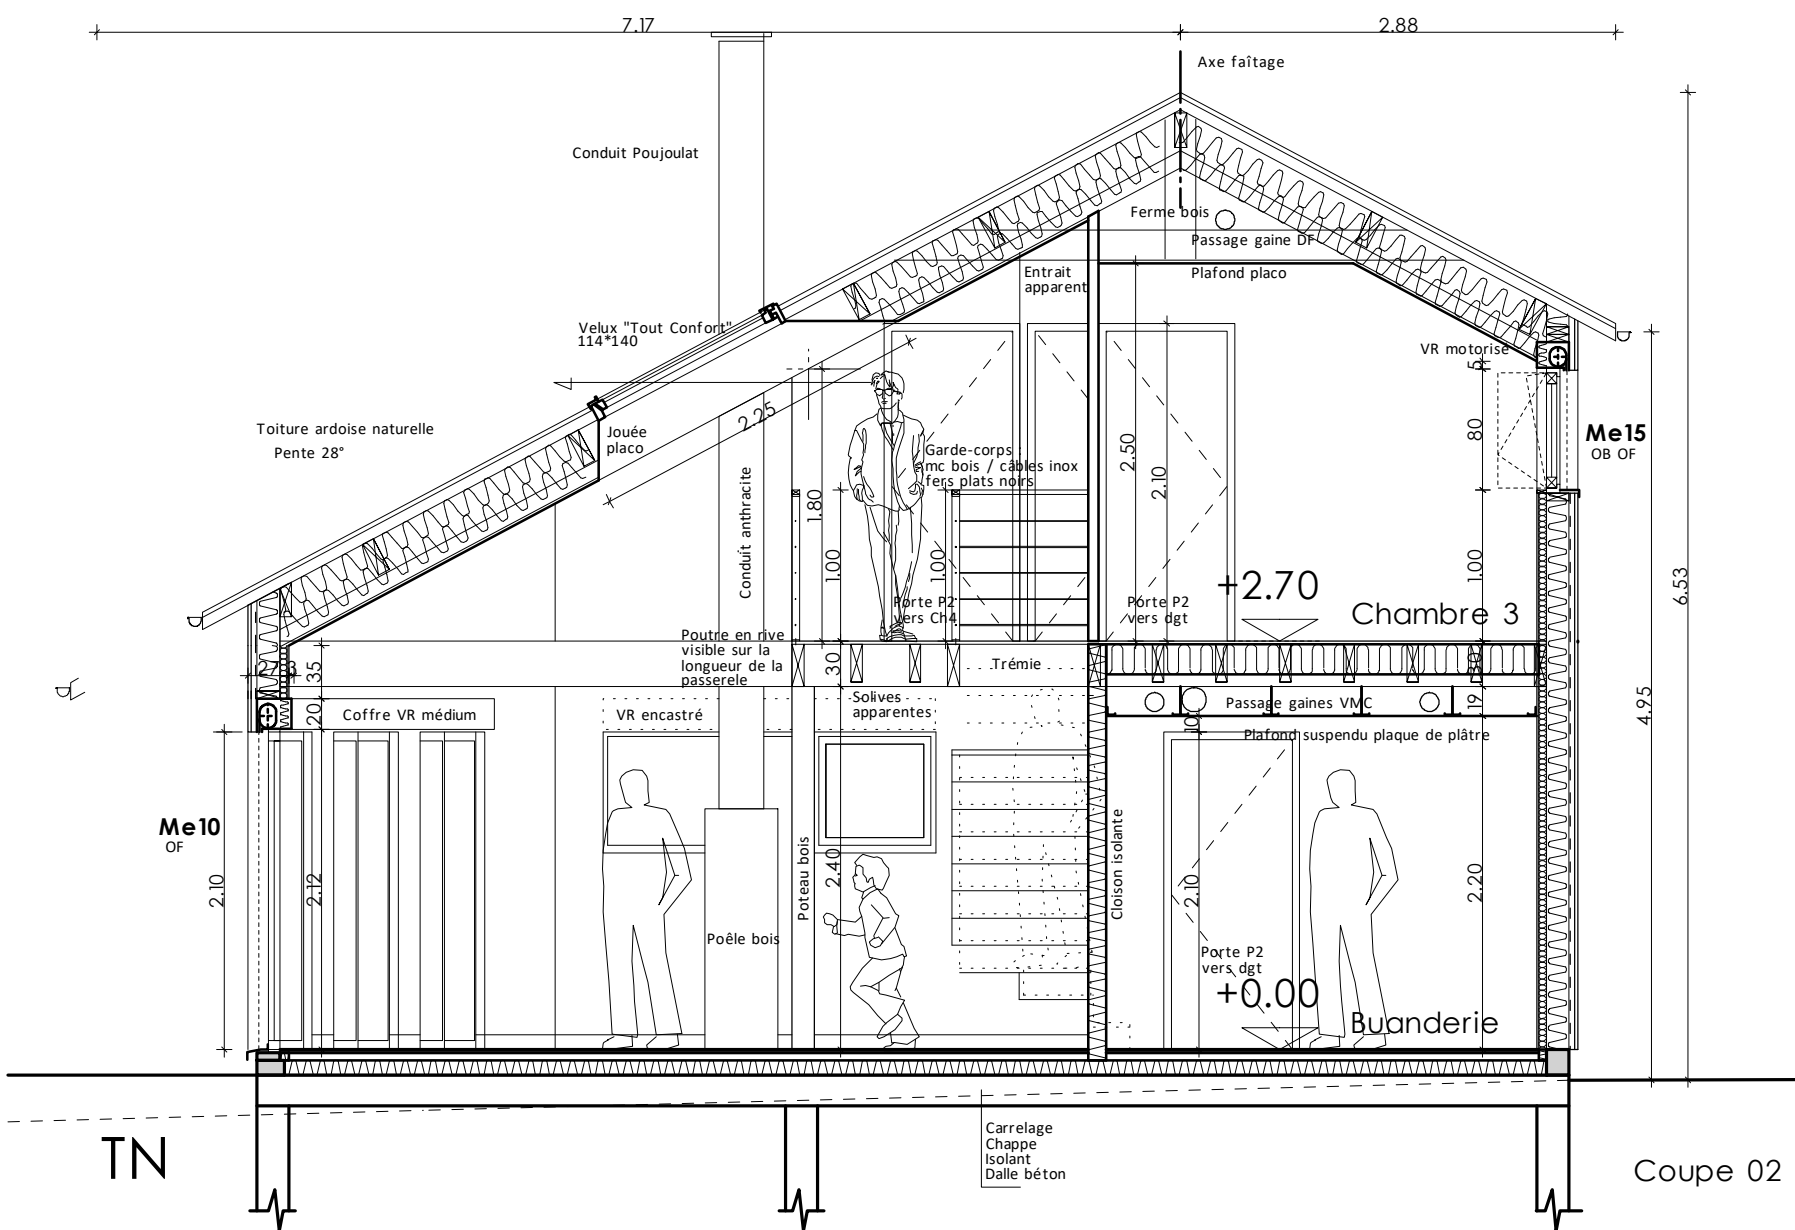 7.17
2.88
Axe faîtage
Conduit Poujoulat
Ferme bois
Passage gaine DF
Entrait
apparent
Plafond placo
Velux "Tout Confort"
114*140
VR motorisé
5
6.53
Toiture ardoise naturelle
Pente 28°
Jouée
placo
2.25
Conduit anthracite
1.80
Garde-corps :
mc bois / câbles inox
fers plats noirs
2.50
2.10
80
Me15
OB OF
1.00
1.00
1.00
Porte P2
vers Ch4
Porte P2
vers dgt
+2.70
Chambre 3
Poutre en rive
visible sur la
longueur de la
passerele
35
30
Trémie
30
4.95
20
Coffre VR médium
VR encastré
Solives
apparentes
Passage gaines VMC
19
10
Plafond suspendu plaque de plâtre
Me10
OF
2.10
2.12
Poêle bois
Poteau bois
2.40
Cloison isolante
2.10
2.20
Porte P2
vers dgt
+0.00
Buanderie
TN
Carrelage
Chappe
Isolant
Dalle béton
Coupe 02